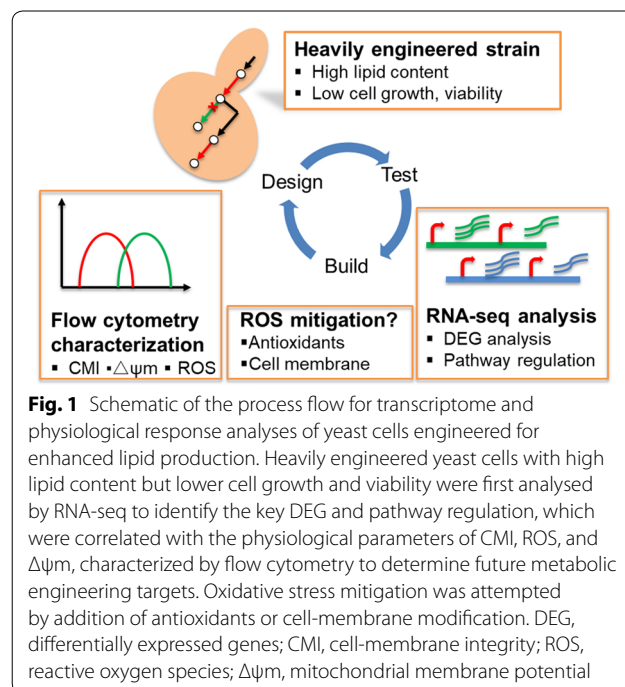 Heavily engineered strain
▪ High lipid content
▪ Low cell growth, viability
Design
Test
Build
Flow cytometry
characterization
▪ CMI ▪△ψm ▪ ROS
ROS mitigation?
▪Antioxidants
▪Cell membrane
RNA-seq analysis
▪ DEG analysis
▪ Pathway regulation
Fig. 1 Schematic of the process flow for transcriptome and
physiological response analyses of yeast cells engineered for
enhanced lipid production. Heavily engineered yeast cells with high
lipid content but lower cell growth and viability were first analysed
by RNA-seq to identify the key DEG and pathway regulation, which
were correlated with the physiological parameters of CMI, ROS, and
Δψm, characterized by flow cytometry to determine future metabolic
engineering targets. Oxidative stress mitigation was attempted
by addition of antioxidants or cell-membrane modification. DEG,
differentially expressed genes; CMI, cell-membrane integrity; ROS,
reactive oxygen species; Δψm, mitochondrial membrane potential